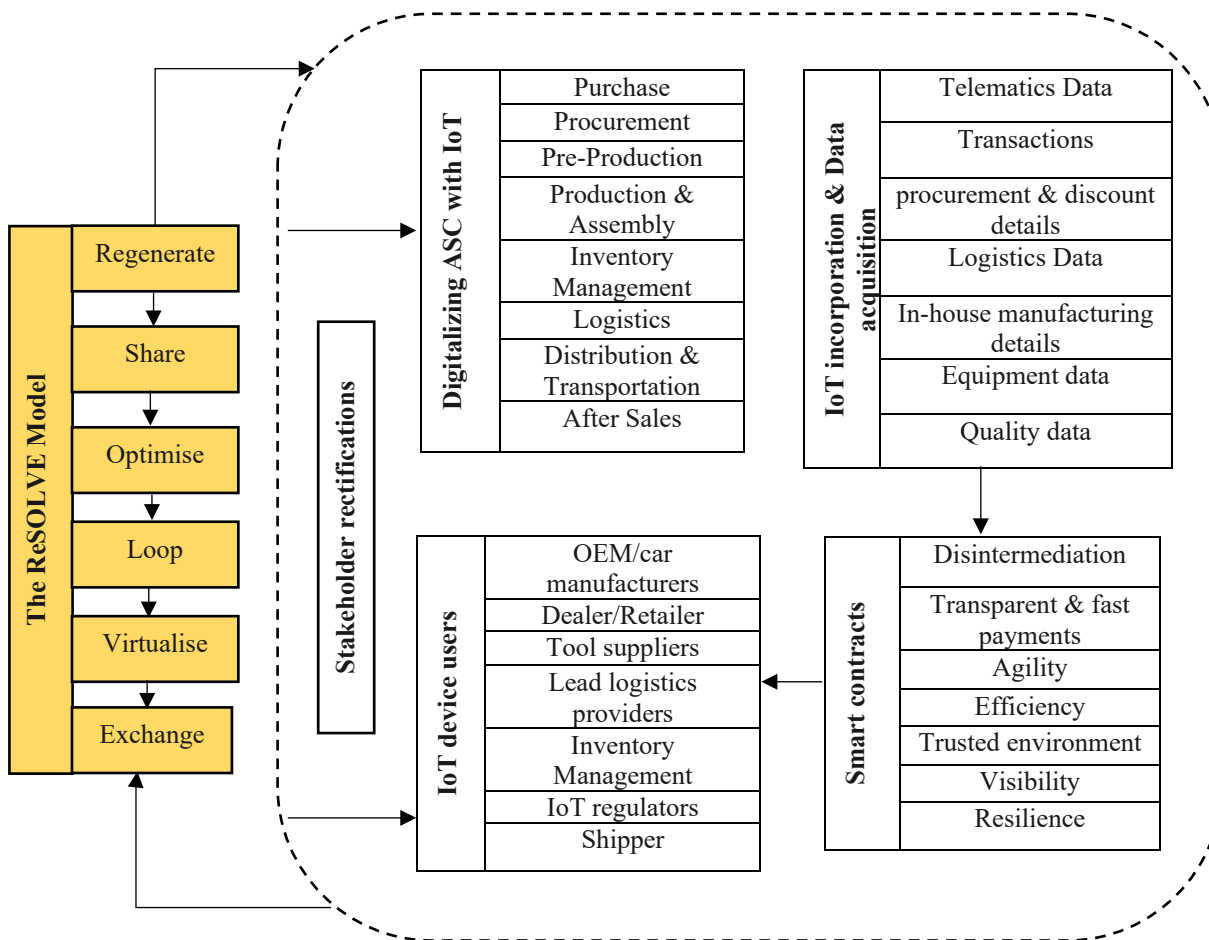 The ReSOLVE Model
Regenerate
Share
Optimise
Loop
Virtualise
Exchange
Stakeholder rectifications
Digitalizing ASC with IoT
Purchase
Procurement
Pre-Production
Production &
Assembly
Inventory
Management
Logistics
Distribution &
Transportation
After Sales
IoT incorporation & Data
acquisition
Telematics Data
Transactions
procurement & discount
details
Logistics Data
In-house manufacturing
details
Equipment data
Quality data
IoT device users
OEM/car
manufacturers
Dealer/Retailer
Tool suppliers
Lead logistics
providers
Inventory
Management
IoT regulators
Shipper
Smart contracts
Disintermediation
Transparent & fast
payments
Agility
Efficiency
Trusted environment
Visibility
Resilience